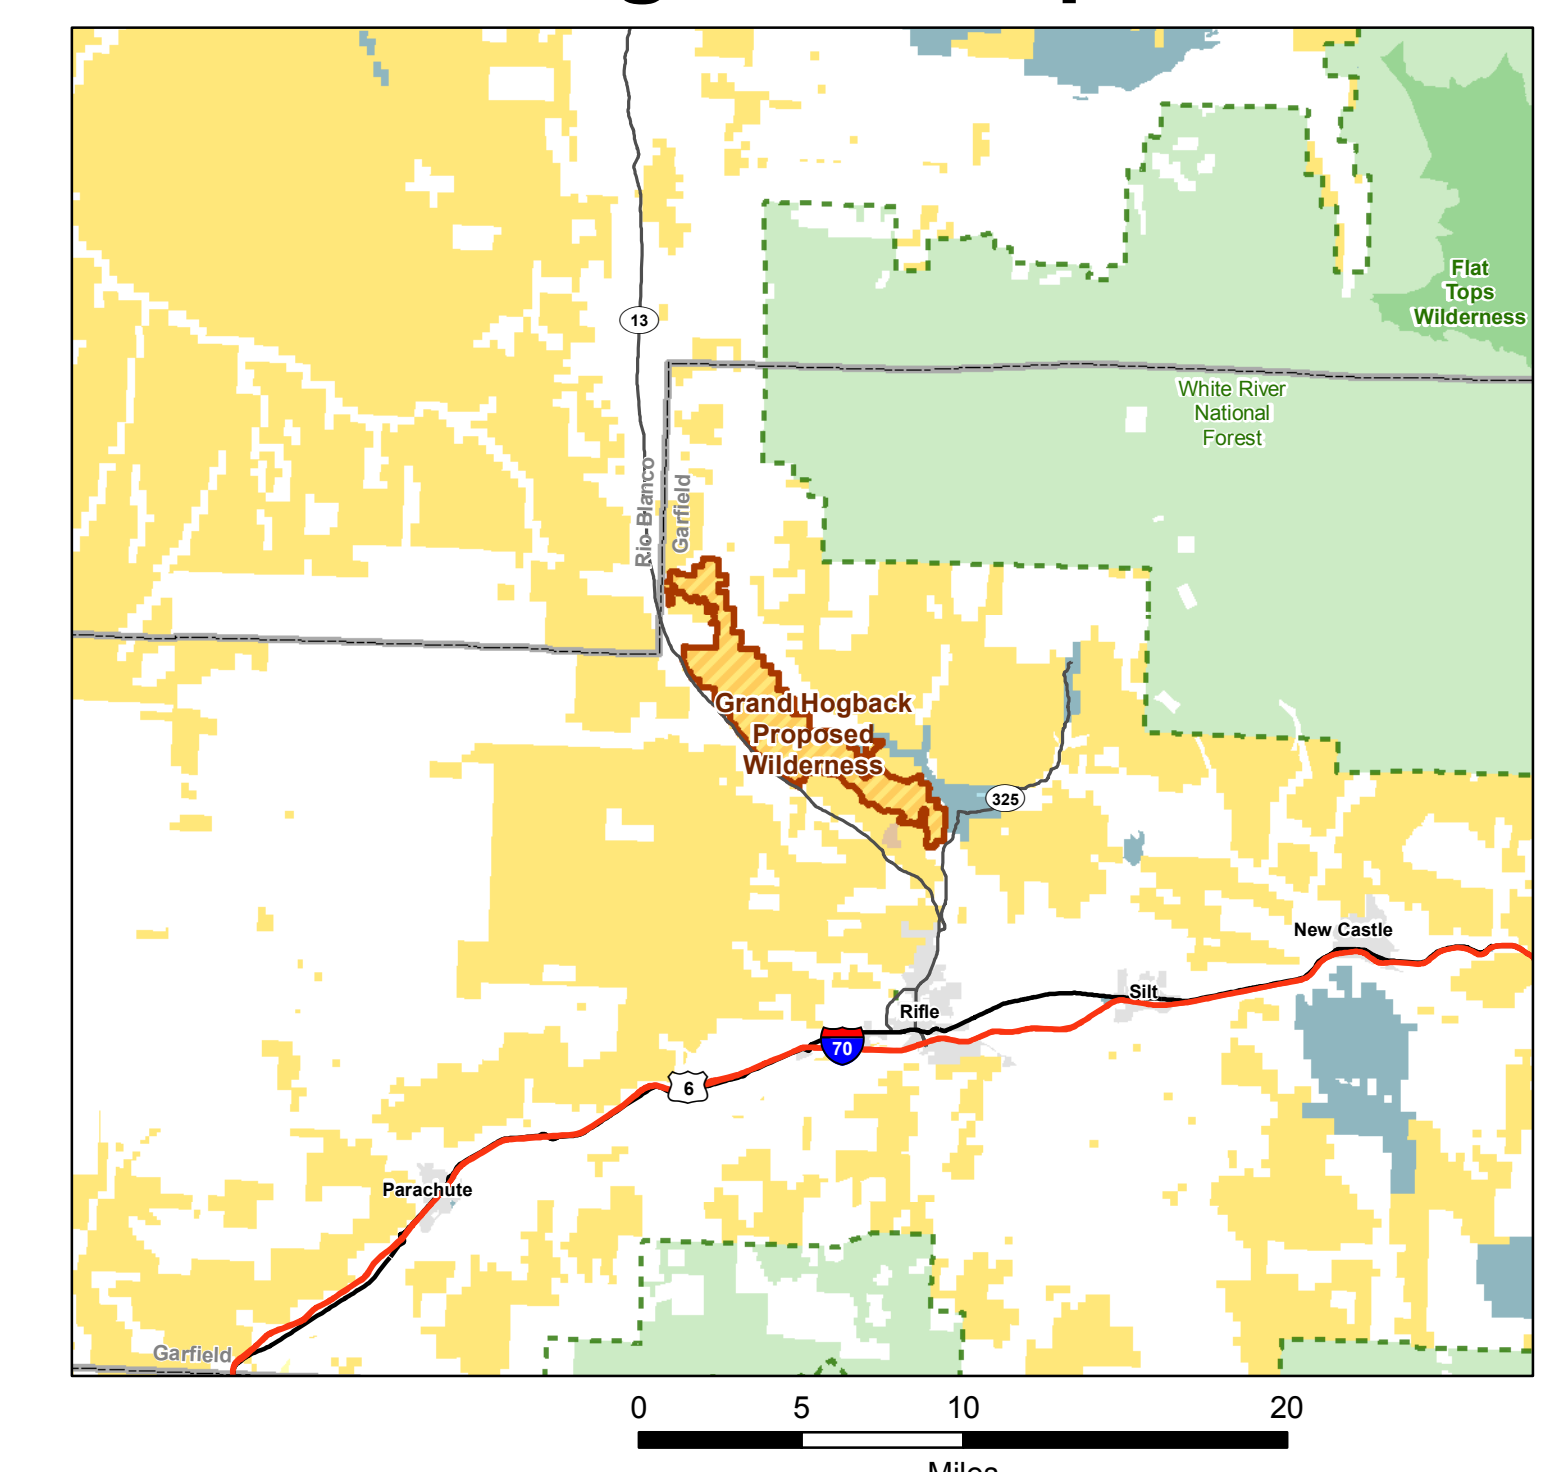 Flat
Tops
Wilderness
13
White River
National
Forest
Rio Blanco
Garfield
Grand Hogback
Proposed
Wilderness
325
New Castle
Silt
Rifle
70
6
Parachute
Garfield
0 5 10 20
Miles